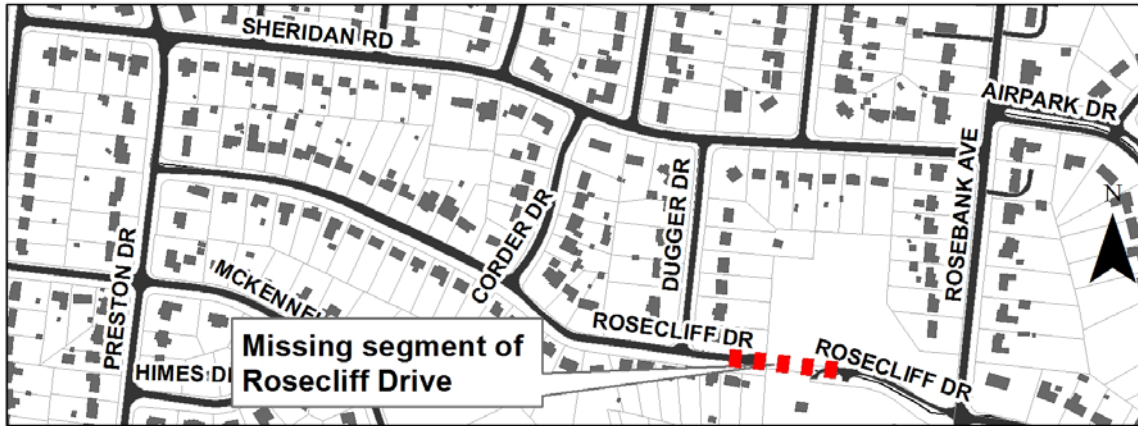 SHERIDAN RD
AIRPARK DR
ROSEBANK AVE
N
DUGGER DR
CORDER DR
PRESTON DR
ROSECLIFF DR
ROSECLIFF DR
Missing segment of
Rosecliff Drive